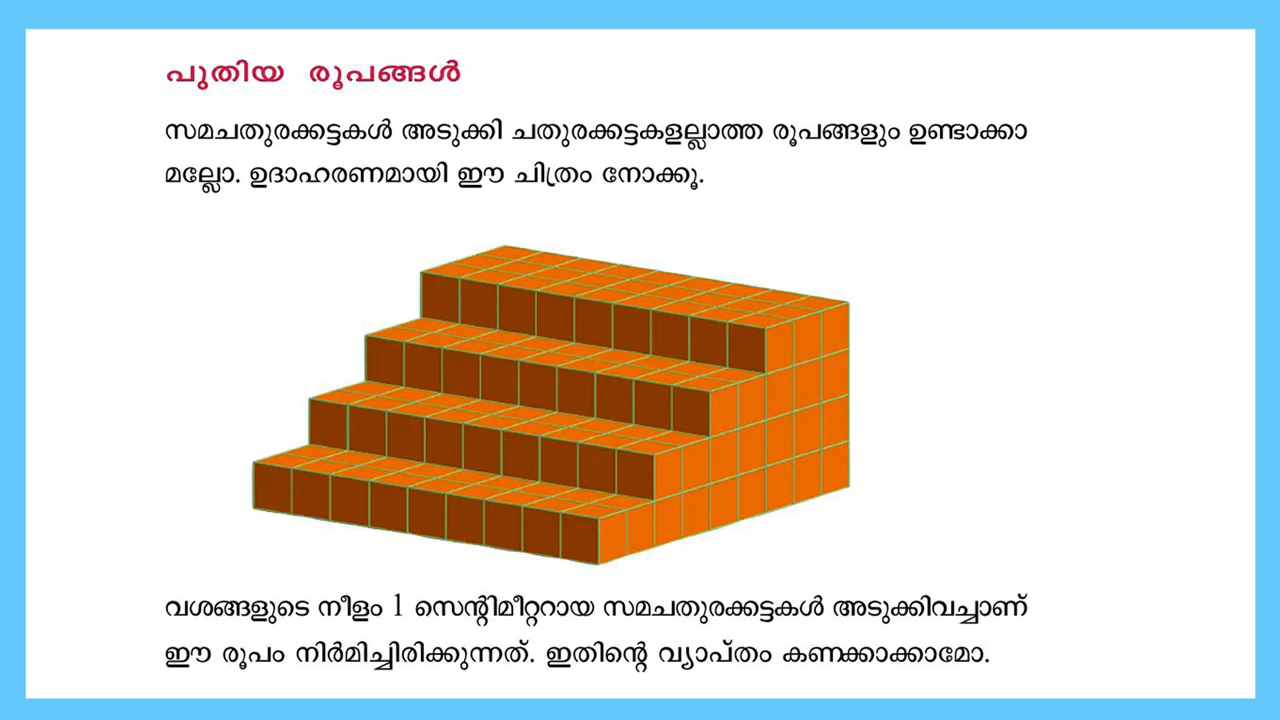 പുതിയ രൂപങ്ങൾ
സമചതുരക്കട്ടകൾ അടുക്കി ചതുരക്കട്ടകളല്ലാത്ത രൂപങ്ങളും ഉണ്ടാക്കാ
മല്ലോ. ഉദാഹരണമായി ഈ ചിത്രം നോക്കൂ.
വശങ്ങളുടെ നീളം 1 സെന്റിമീറ്ററായ സമചതുരക്കട്ടകൾ അടുക്കിവച്ചാണ്
ഈ രൂപം നിർമിച്ചിരിക്കുന്നത്. ഇതിന്റെ വ്യാപ്തം കണക്കാക്കാമോ.